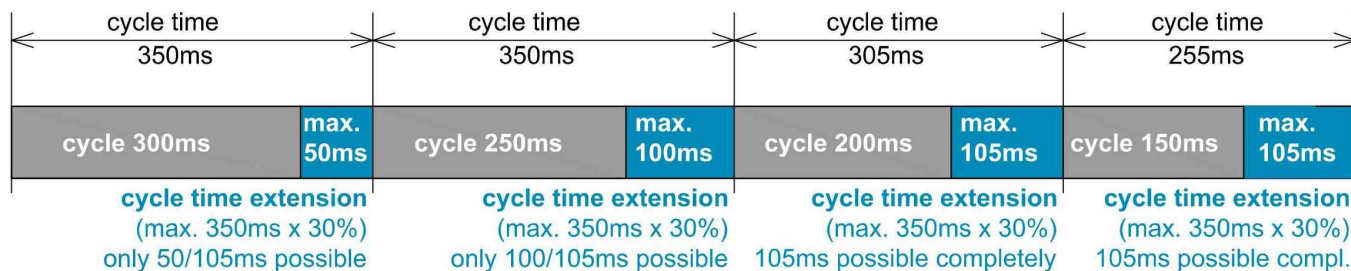 cycle time
350ms
cycle time
350ms
cycle time
305ms
cycle time
255ms
cycle 300ms
max.
50ms
cycle 250ms
max.
100ms
cycle 200ms
max.
105ms
cycle 150ms
max.
105ms
cycle time extension
(max. 350ms x 30%)
only 50/105ms possible
cycle time extension
(max. 350ms x 30%)
only 100/105ms possible
cycle time extension
(max. 350ms x 30%)
105ms possible completely
cycle time extension
(max. 350ms x 30%)
105ms possible compl.